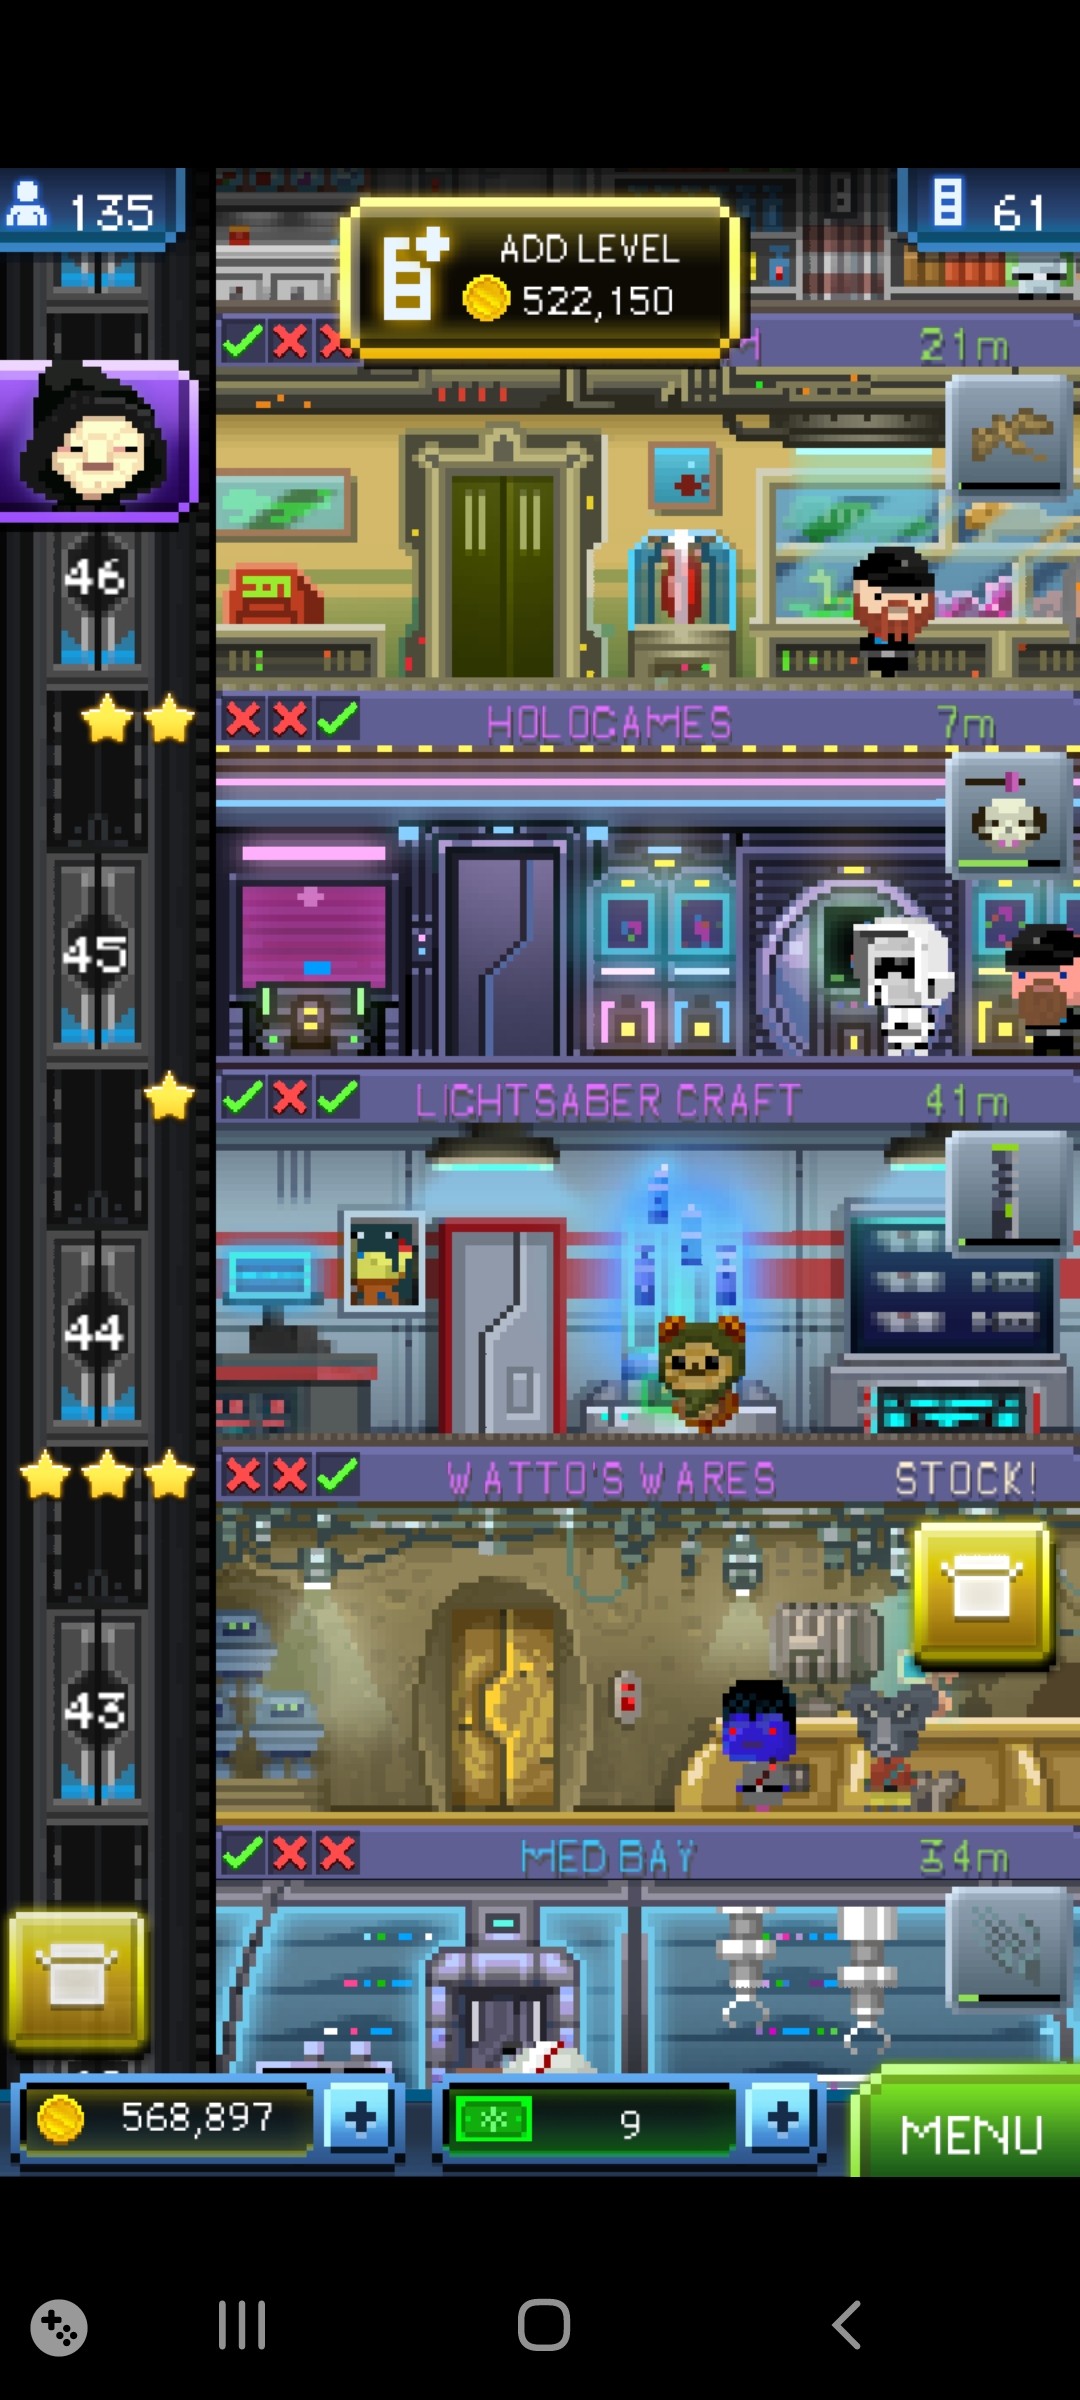 135
ADD LEVEL
522,150
61
21m
46
HOLOGAMES
7m
45
LIGHTSABER CRAFT
41m
44
WATTO'S WARES
STOCK!
43
MED BAY
34m
568,897
9
MENU